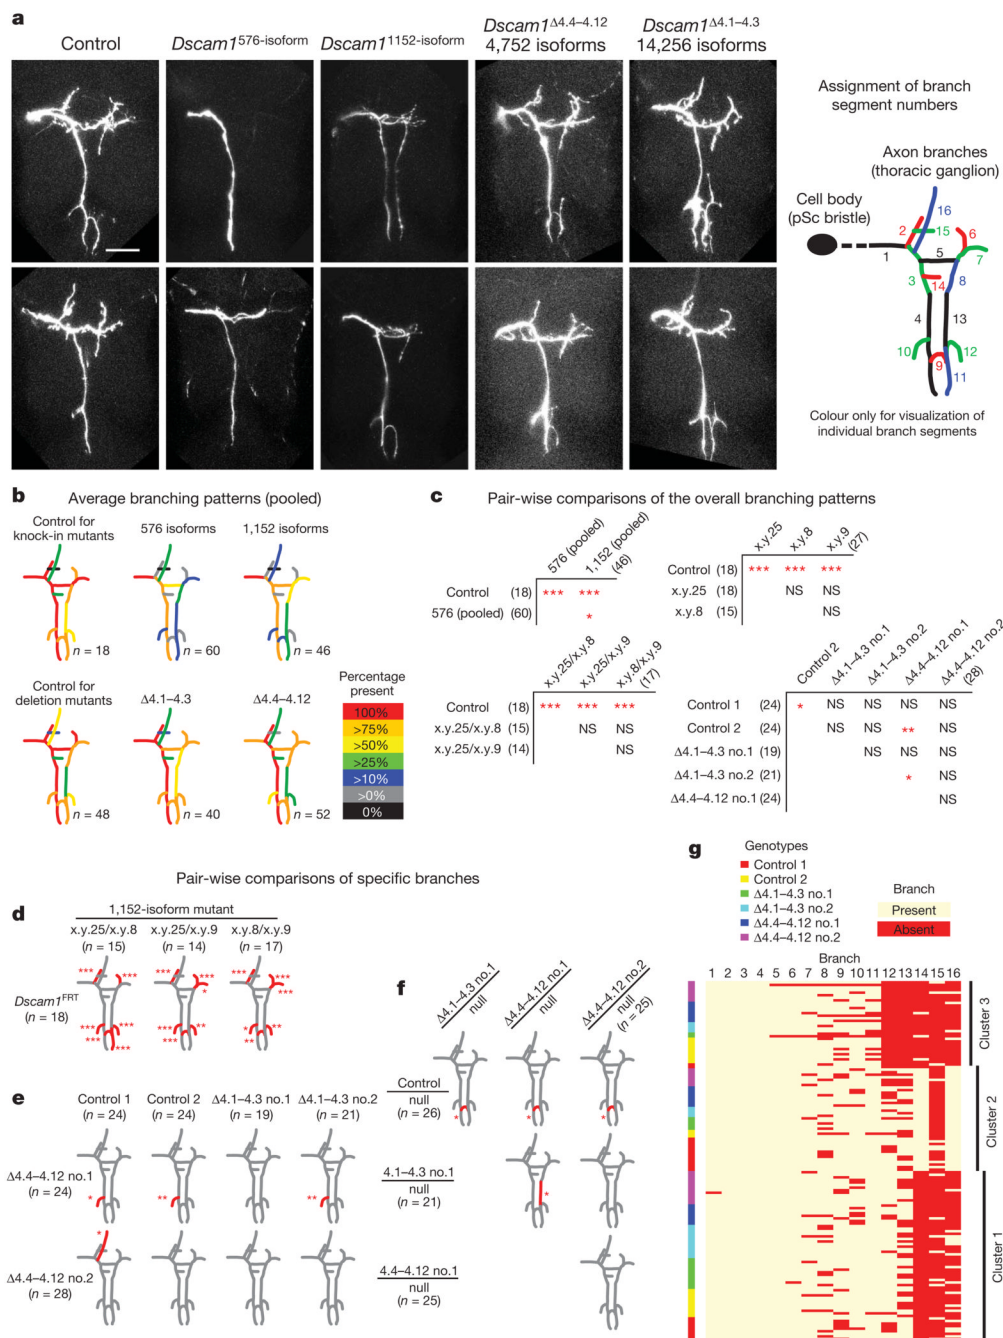 a
Control
Dscam1^576-isoform
Dscam1^1152-isoform
Dscam1^Δ4.4–4.12
4,752 isoforms
Dscam1^Δ4.1–4.3
14,256 isoforms
Assignment of branch
segment numbers
Axon branches
(thoracic ganglion)
Cell body
(pSc bristle)
16
2
15
6
1
5
7
3
14
8
4
13
10
9
12
11
Colour only for visualization of
individual branch segments
b
Average branching patterns (pooled)
Control for
knock-in mutants
576 isoforms
1,152 isoforms
n = 18
n = 60
n = 46
Control for
deletion mutants
Δ4.1–4.3
Δ4.4–4.12
n = 48
n = 40
n = 52
Percentage
present
100%
>75%
>50%
>25%
>10%
>0%
0%
c
Pair-wise comparisons of the overall branching patterns
576 (pooled)
1,152 (pooled)
(46)
Control (18) *** ***
576 (pooled) (60) *
x.y.25
x.y.8
x.y.9
(27)
Control (18) *** *** ***
x.y.25 (18) NS NS
x.y.8 (15) NS
x.y.25/x.y.8
x.y.25/x.y.9
x.y.8/x.y.9
(17)
Control (18) *** *** ***
x.y.25/x.y.8 (15) NS NS
x.y.25/x.y.9 (14) NS
Control 2
Δ4.1–4.3 no.1
Δ4.1–4.3 no.2
Δ4.4–4.12 no.1
Δ4.4–4.12 no.2
(28)
Control 1 (24) * NS NS NS NS
Control 2 (24) NS NS ** NS
Δ4.1–4.3 no.1 (19) NS NS NS
Δ4.1–4.3 no.2 (21) * NS
Δ4.4–4.12 no.1 (24) NS
Pair-wise comparisons of specific branches
d
1,152-isoform mutant
x.y.25/x.y.8
(n = 15)
x.y.25/x.y.9
(n = 14)
x.y.8/x.y.9
(n = 17)
Dscam1^FRT
(n = 18)
*** *** *** * *** *** ***
*** *** *** ** * **
*** *** *** **
e
Control 1
(n = 24)
Control 2
(n = 24)
Δ4.1–4.3 no.1
(n = 19)
Δ4.1–4.3 no.2
(n = 21)
Δ4.4–4.12 no.1
(n = 24)
* ** **
Δ4.4–4.12 no.2
(n = 28)
*
f
Δ4.1–4.3 no.1
null
Δ4.4–4.12 no.1
null
Δ4.4–4.12 no.2
null
(n = 25)
Control
null
(n = 26)
* * *
4.1–4.3 no.1
null
(n = 21)
*
4.4–4.12 no.1
null
(n = 25)
g
Genotypes
Control 1
Control 2
Δ4.1–4.3 no.1
Δ4.1–4.3 no.2
Δ4.4–4.12 no.1
Δ4.4–4.12 no.2
Branch
Present
Absent
Branch
1 2 3 4 5 6 7 8 9 10 11 12 13 14 15 16
Cluster 3
Cluster 2
Cluster 1